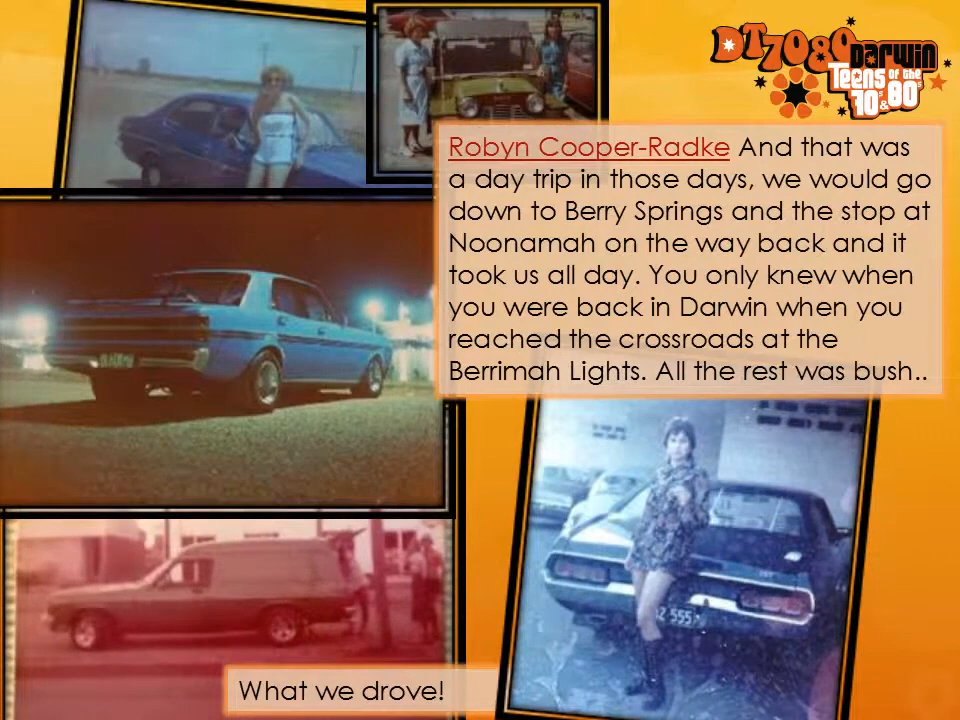 DT7080 Darwin
Teens of the
70s & 80s
Robyn Cooper-Radke And that was
a day trip in those days, we would go
down to Berry Springs and the stop at
Noonamah on the way back and it
took us all day. You only knew when
you were back in Darwin when you
reached the crossroads at the
Berrimah Lights. All the rest was bush..
What we drove!